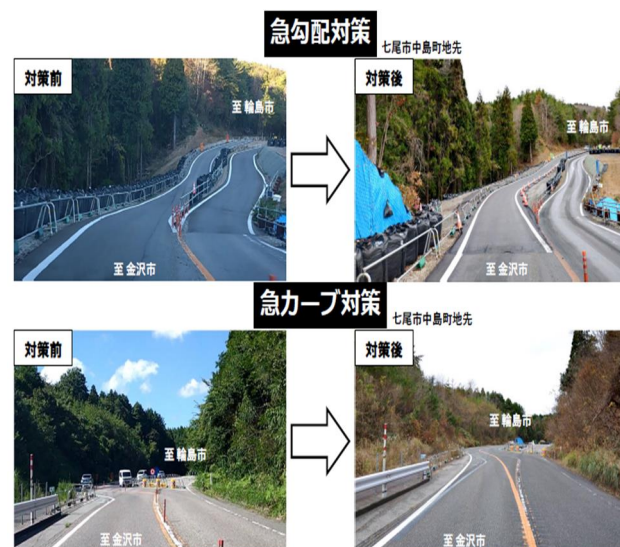 急勾配対策
七尾市中島町地先
対策前
至 輪島市
至 金沢市
対策後
至 輪島市
至 金沢市
急カーブ対策
七尾市中島町地先
対策前
至 輪島市
至 金沢市
対策後
至 輪島市
至 金沢市